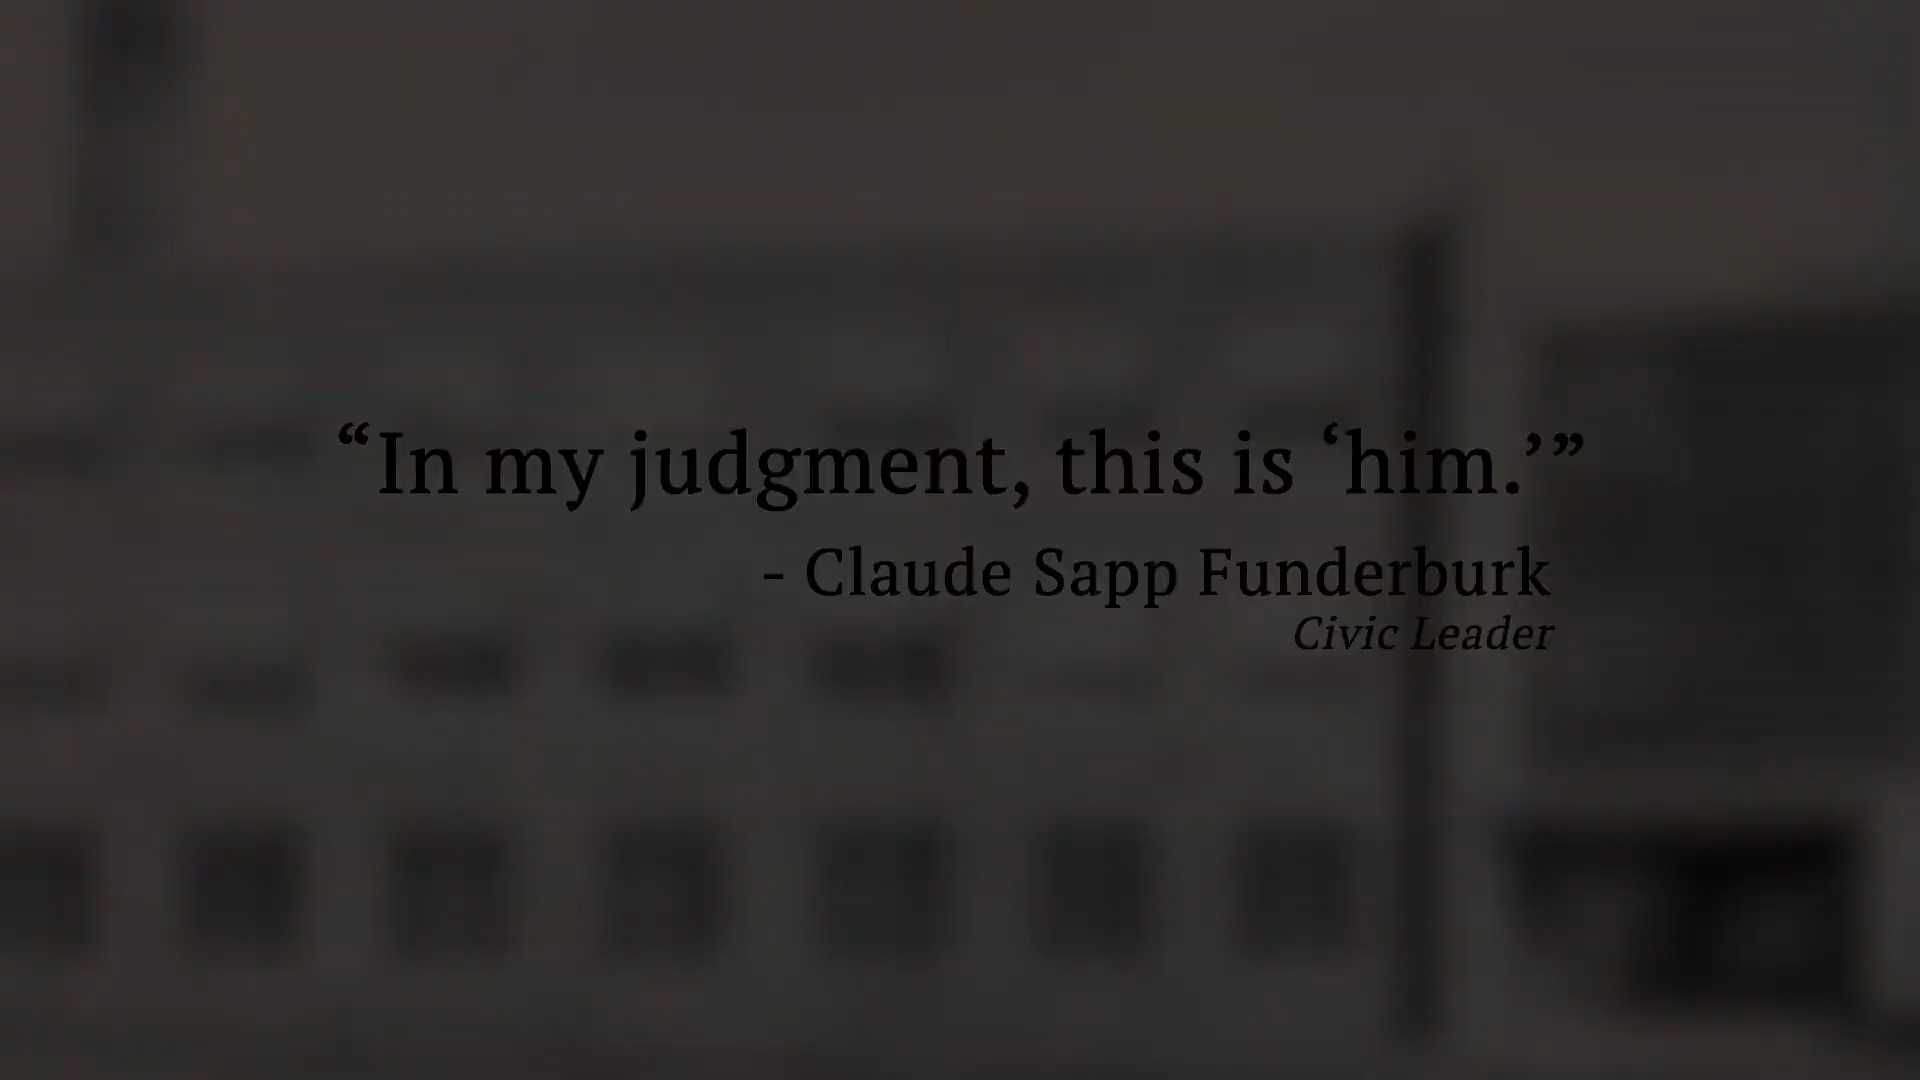 “In my judgment, this is ‘him.’”
- Claude Sapp Funderburk
Civic Leader